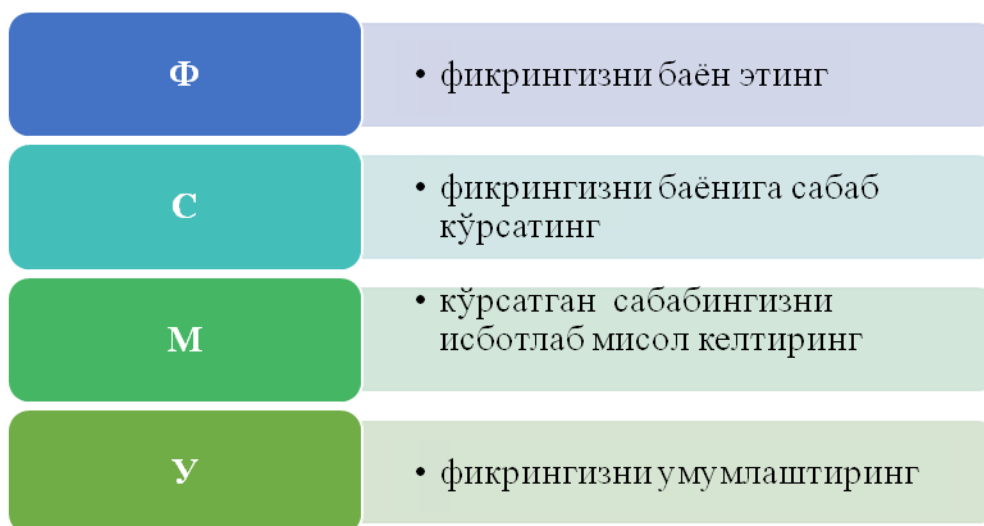 Ф
• фикрингизни баён этинг
С
• фикрингизни баёнига сабаб
кўрсатинг
М
• кўрсатган сабабингизни
исботлаб мисол келтиринг
У
• фикрингизни умумлаштиринг